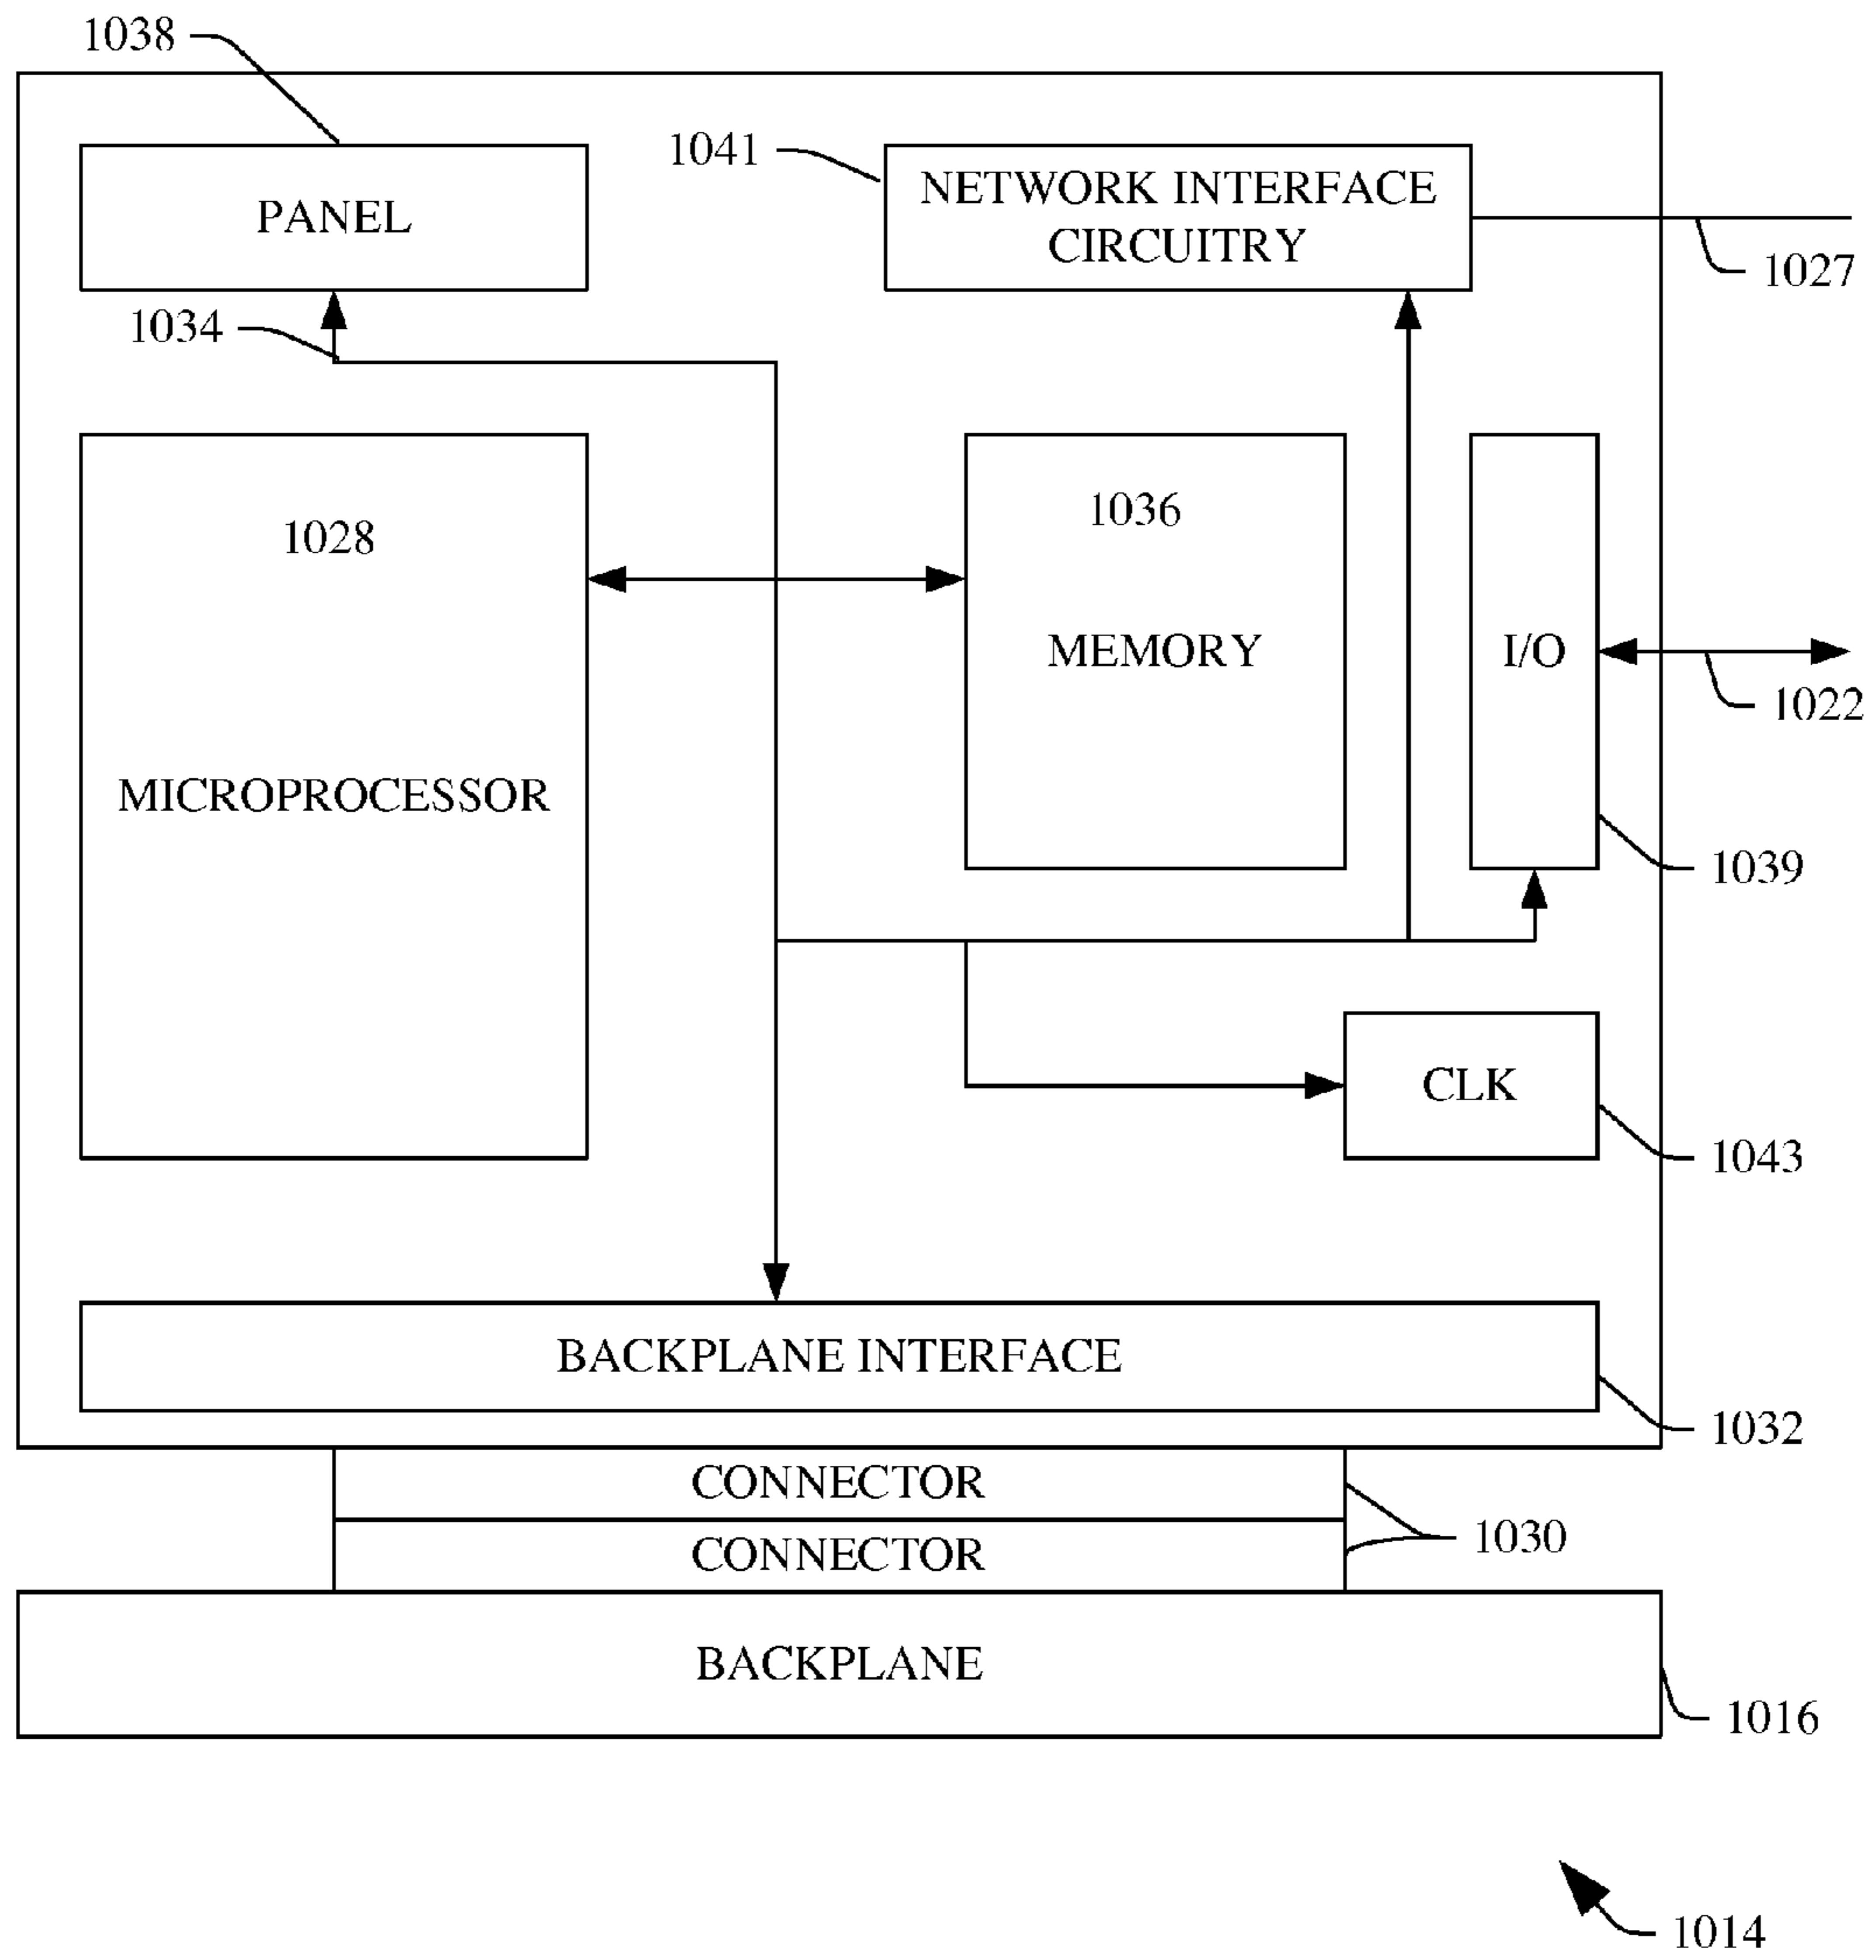 1038
1041
PANEL
NETWORK INTERFACE
CIRCUITRY
1027
1034
1028
1036
MICROPROCESSOR
MEMORY
I/O
1022
1039
CLK
1043
BACKPLANE INTERFACE
1032
CONNECTOR
CONNECTOR
1030
BACKPLANE
1016
1014